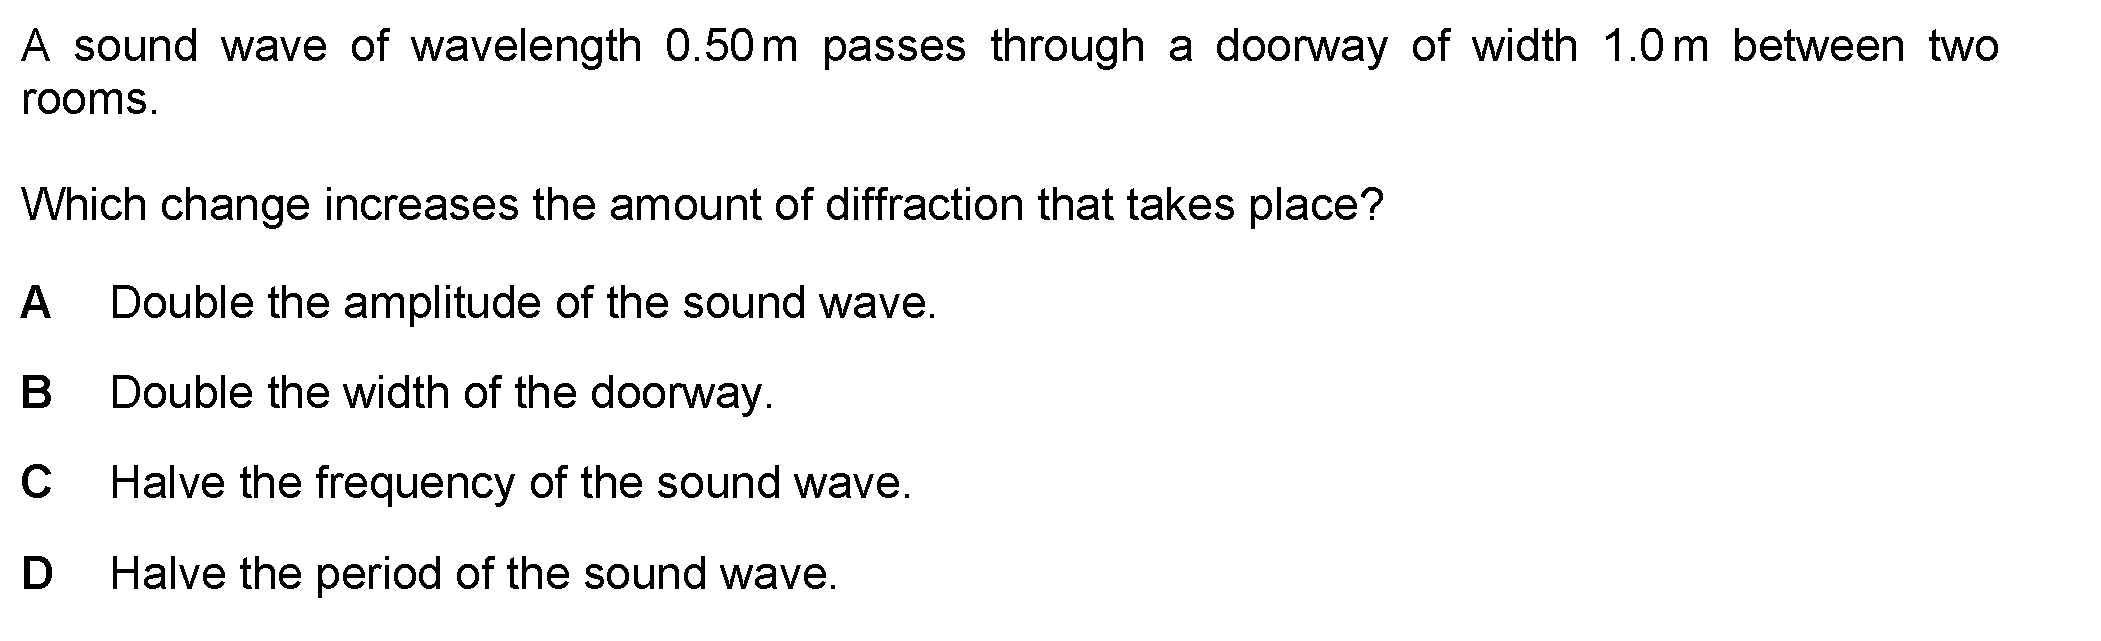 A sound wave of wavelength 0.50 m passes through a doorway of width 1.0 m between two
rooms.
Which change increases the amount of diffraction that takes place?
A Double the amplitude of the sound wave.
B Double the width of the doorway.
C Halve the frequency of the sound wave.
D Halve the period of the sound wave.